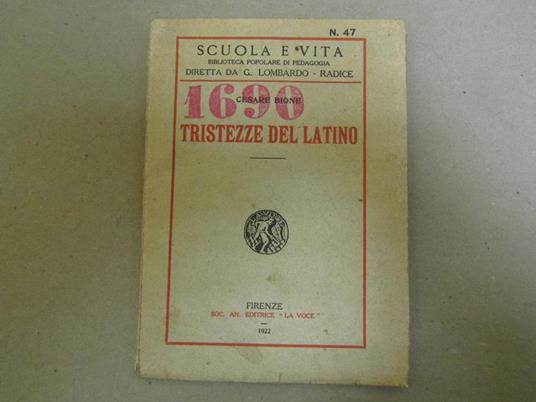 N. 47
SCUOLA E VITA
BIBLIOTECA POPOLARE DI PEDAGOGIA
DIRETTA DA G. LOMBARDO - RADICE
1690
CESARE BIONE
TRISTEZZE DEL LATINO
FIRENZE
SOC. AN. EDITRICE "LA VOCE"
1922